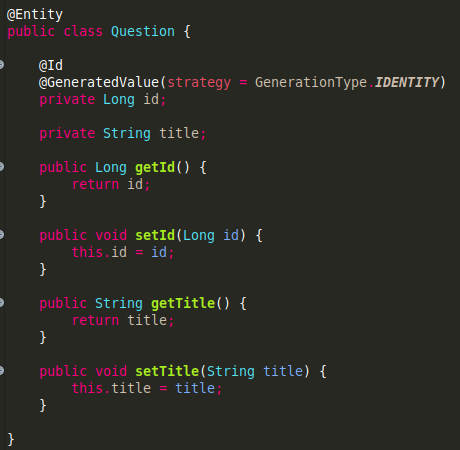 @Entity
public class Question {
@Id
@GeneratedValue(strategy = GenerationType.IDENTITY)
private Long id;
private String title;
public Long getId() {
return id;
}
public void setId(Long id) {
this.id = id;
}
public String getTitle() {
return title;
}
public void setTitle(String title) {
this.title = title;
}
}